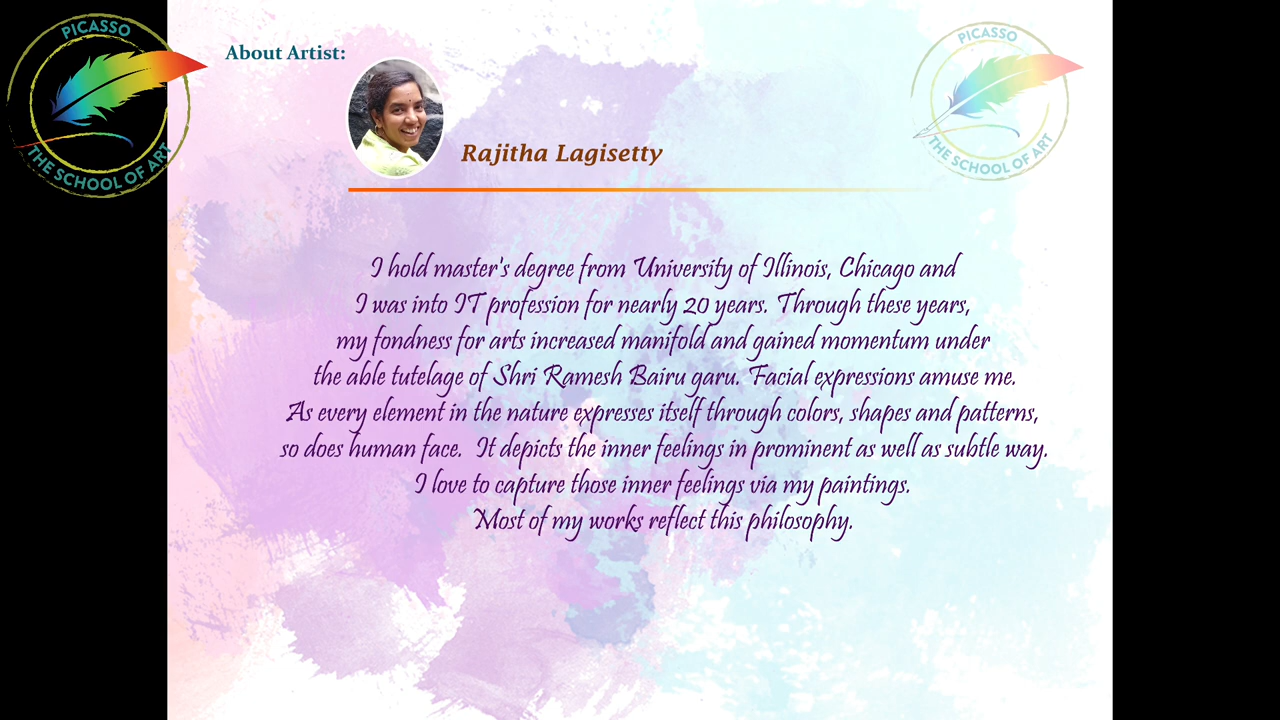 PICASSO
THE SCHOOL OF ART
About Artist:
PICASSO
THE SCHOOL OF ART
Rajitha Lagisetty
I hold master's degree from University of Illinois, Chicago and
I was into IT profession for nearly 20 years. Through these years,
my fondness for arts increased manifold and gained momentum under
the able tutelage of Shri Ramesh Bairu garu. Facial expressions amuse me.
As every element in the nature expresses itself through colors, shapes and patterns,
so does human face. It depicts the inner feelings in prominent as well as subtle way.
I love to capture those inner feelings via my paintings.
Most of my works reflect this philosophy.